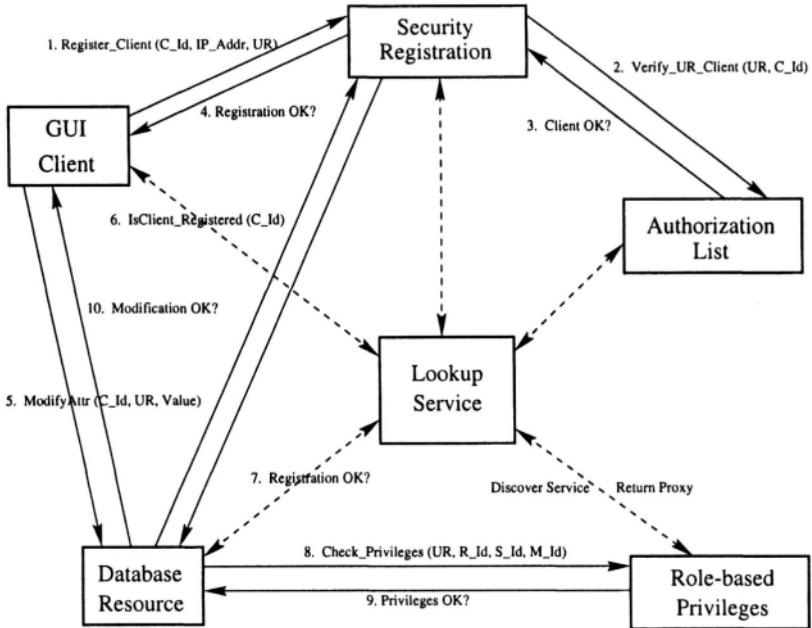 Security
Registration
1. Register_Client (C_Id, IP_Addr, UR)
2. Verify_UR_Client (UR, C_Id)
4. Registration OK?
3. Client OK?
GUI
Client
6. IsClient_Registered (C_Id)
Authorization
List
10. Modification OK?
Lookup
Service
5. ModifyAttr (C_Id, UR, Value)
7. Registration OK?
Discover Service
Return Proxy
8. Check_Privileges (UR, R_Id, S_Id, M_Id)
Database
Resource
9. Privileges OK?
Role-based
Privileges